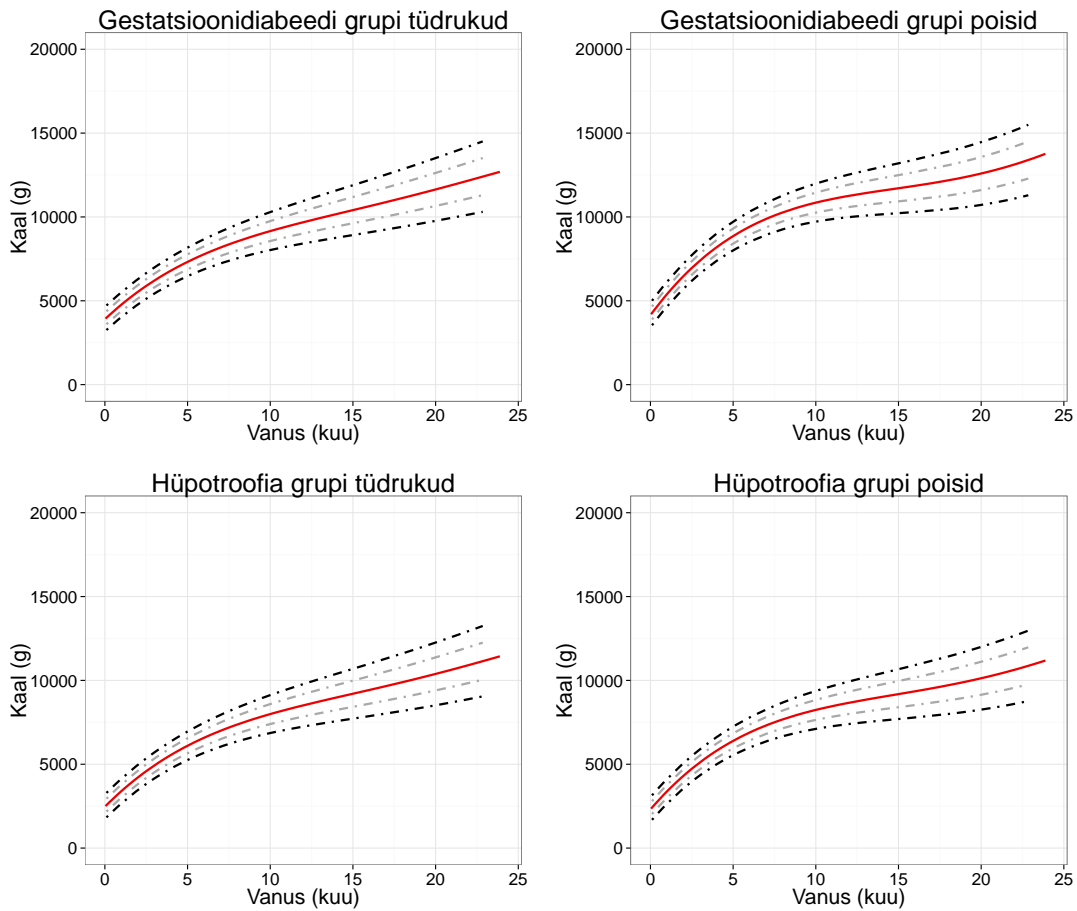 Gestatsioonidiabeedi grupi tüdrukud
Kaal (g)
20000
15000
10000
5000
0
0 5 10 15 20 25
Vanus (kuu)
Gestatsioonidiabeedi grupi poisid
Kaal (g)
20000
15000
10000
5000
0
0 5 10 15 20 25
Vanus (kuu)
Hüpotroofia grupi tüdrukud
Kaal (g)
20000
15000
10000
5000
0
0 5 10 15 20 25
Vanus (kuu)
Hüpotroofia grupi poisid
Kaal (g)
20000
15000
10000
5000
0
0 5 10 15 20 25
Vanus (kuu)